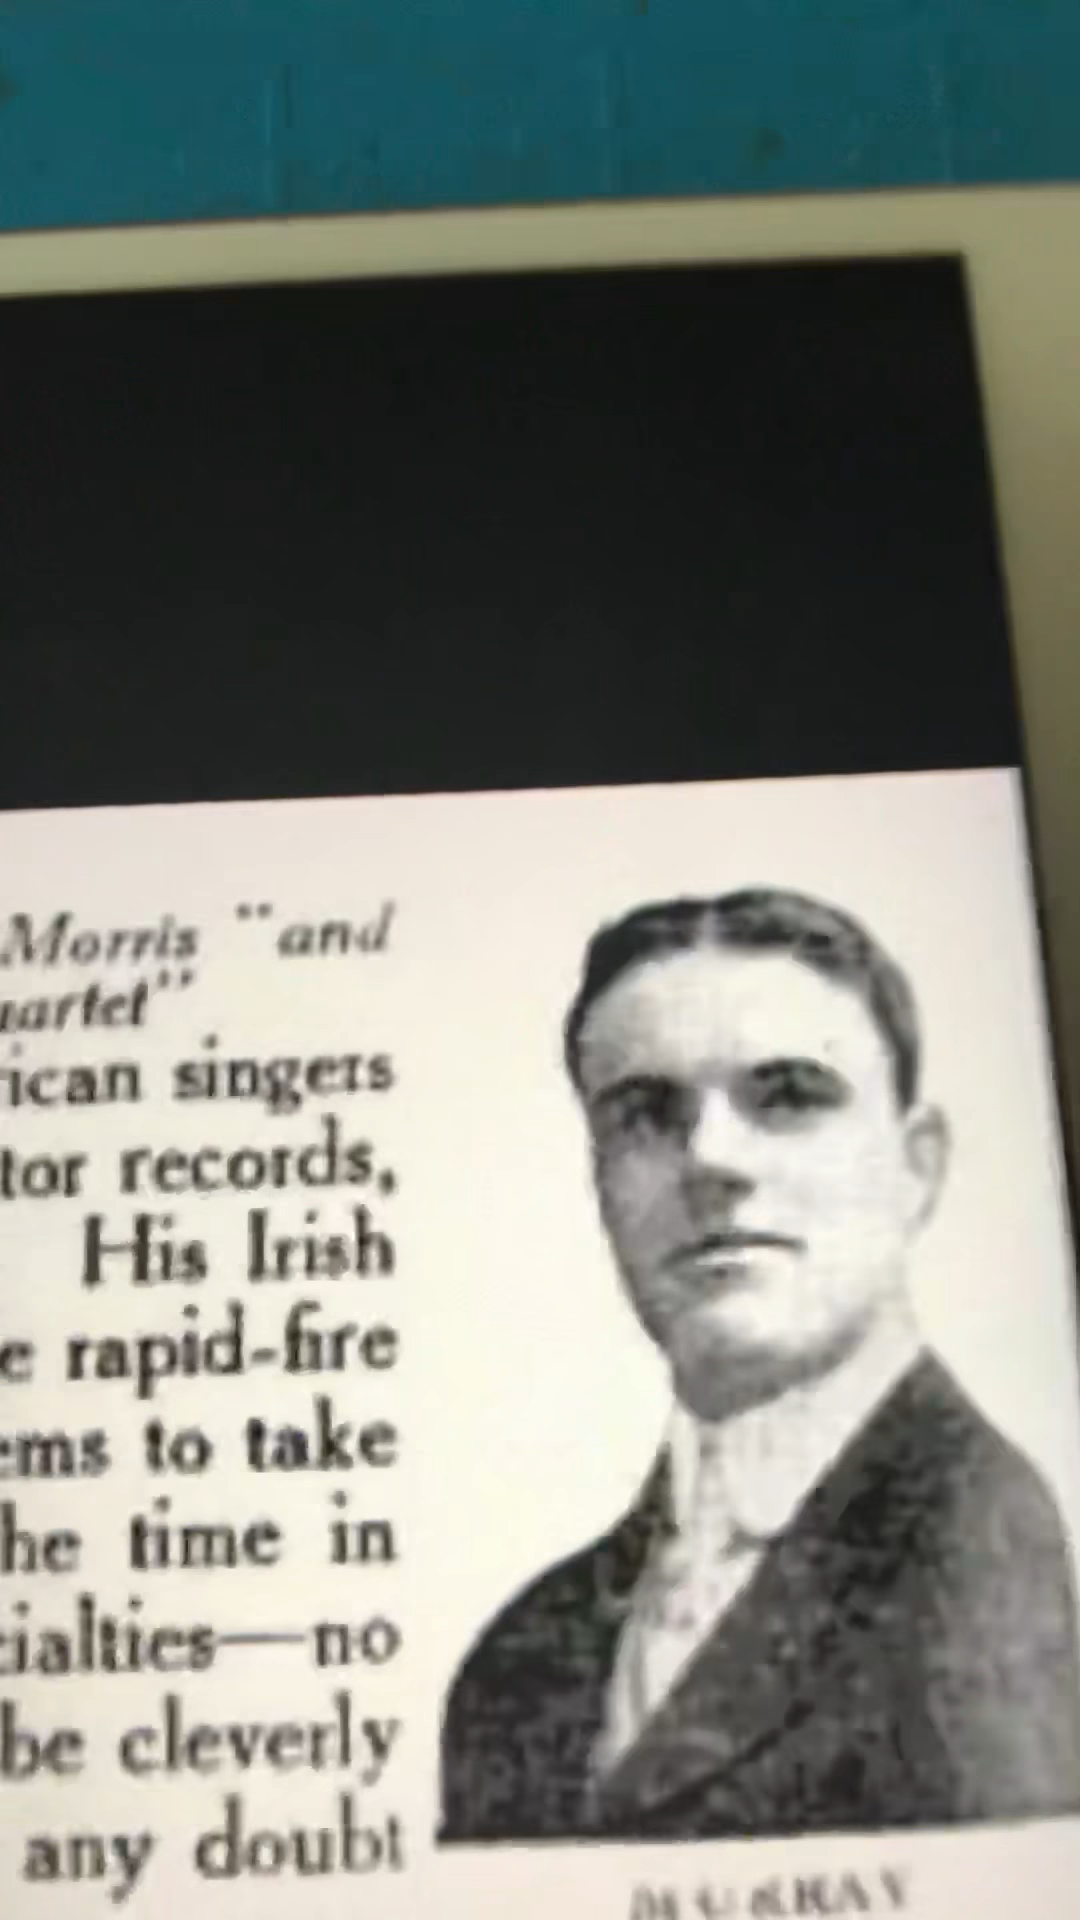 Morris "and
uartet"
ican singers
tor records,
His Irish
e rapid-fire
ems to take
he time in
cialties—no
be cleverly
any doubt
MURRAY